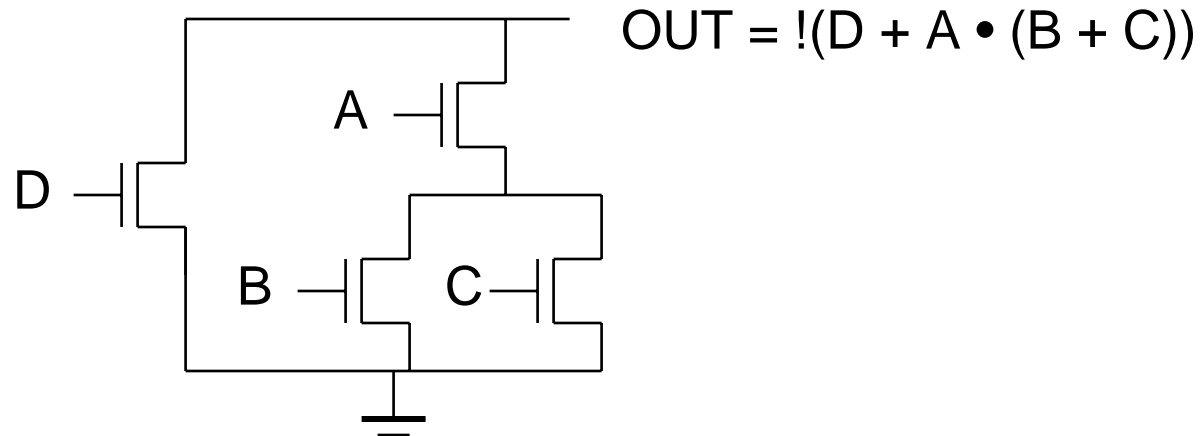 OUT = !(D + A • (B + C))
A
D
B
C